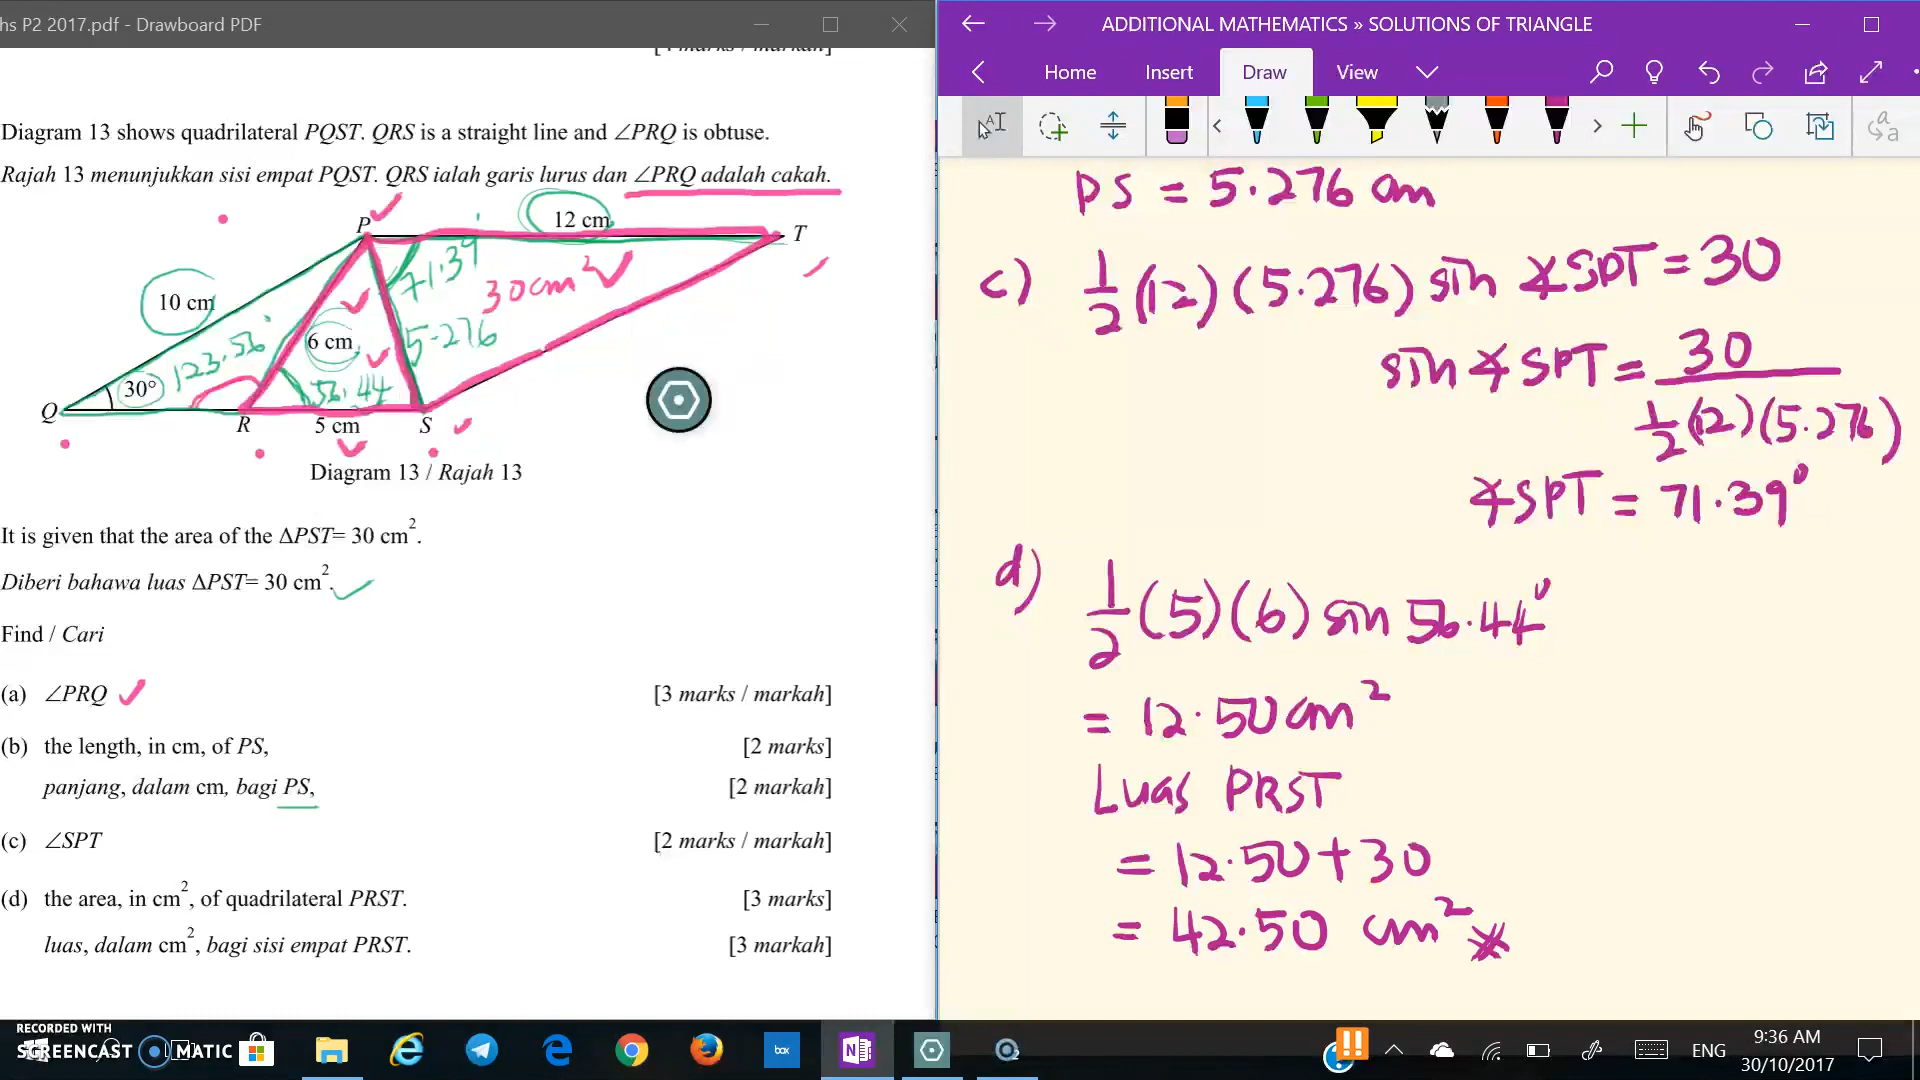 hs P2 2017.pdf - Drawboard PDF
Diagram 13 shows quadrilateral PQST. QRS is a straight line and ∠PRQ is obtuse.
Rajah 13 menunjukkan sisi empat PQST. QRS ialah garis lurus dan ∠PRQ adalah cakah.
P
12 cm
T
71.39°
30cm²
10 cm
6 cm
5.276
123.56°
30°
56.44
Q
R
5 cm
S
Diagram 13 / Rajah 13
It is given that the area of the ΔPST= 30 cm².
Diberi bahawa luas ΔPST= 30 cm².
Find / Cari
(a) ∠PRQ [3 marks / markah]
(b) the length, in cm, of PS, [2 marks]
panjang, dalam cm, bagi PS, [2 markah]
(c) ∠SPT [2 marks / markah]
(d) the area, in cm², of quadrilateral PRST. [3 marks]
luas, dalam cm², bagi sisi empat PRST. [3 markah]
ADDITIONAL MATHEMATICS » SOLUTIONS OF TRIANGLE
Home Insert Draw View
PS = 5.276 cm
c) 1/2 (12)(5.276) sin ∡SPT = 30
sin ∡SPT = 30 / 1/2 (12)(5.276)
∡SPT = 71.39°
d) 1/2 (5)(6) sin 56.44°
= 12.50 cm²
Luas PRST
= 12.50 + 30
= 42.50 cm²
RECORDED WITH
SCREENCAST MATIC
box
N
ENG
9:36 AM
30/10/2017